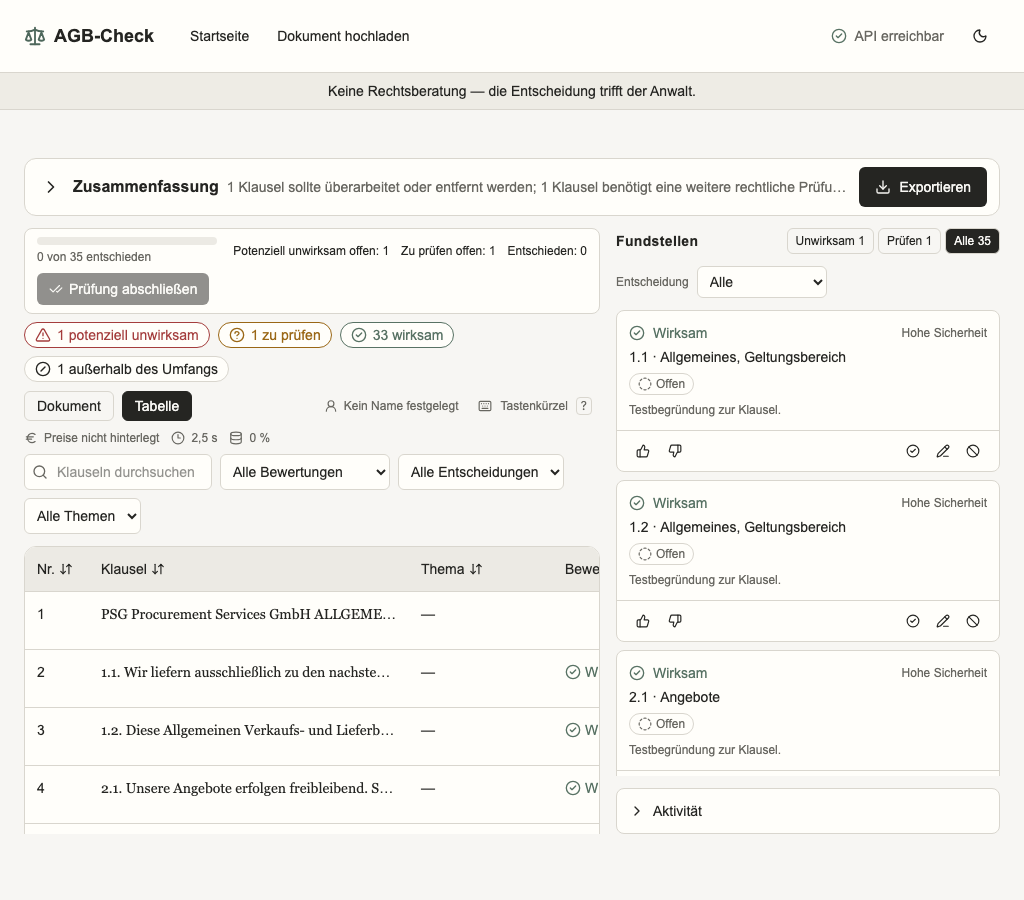 AGB-Check
Startseite
Dokument hochladen
API erreichbar
Keine Rechtsberatung — die Entscheidung trifft der Anwalt.
Zusammenfassung
1 Klausel sollte überarbeitet oder entfernt werden; 1 Klausel benötigt eine weitere rechtliche Prüfu…
Exportieren
0 von 35 entschieden
Potenziell unwirksam offen: 1
Zu prüfen offen: 1
Entschieden: 0
Prüfung abschließen
1 potenziell unwirksam
1 zu prüfen
33 wirksam
1 außerhalb des Umfangs
Dokument
Tabelle
Kein Name festgelegt
Tastenkürzel
?
Preise nicht hinterlegt
2,5 s
0 %
Klauseln durchsuchen
Alle Bewertungen
Alle Entscheidungen
Alle Themen
Nr.
Klausel
Thema
Bewe
1
PSG Procurement Services GmbH ALLGEME…
—
2
1.1. Wir liefern ausschließlich zu den nachste…
—
W
3
1.2. Diese Allgemeinen Verkaufs- und Lieferb…
—
W
4
2.1. Unsere Angebote erfolgen freibleibend. S…
—
W
Fundstellen
Unwirksam 1
Prüfen 1
Alle 35
Entscheidung
Alle
Wirksam
Hohe Sicherheit
1.1 · Allgemeines, Geltungsbereich
Offen
Testbegründung zur Klausel.
Wirksam
Hohe Sicherheit
1.2 · Allgemeines, Geltungsbereich
Offen
Testbegründung zur Klausel.
Wirksam
Hohe Sicherheit
2.1 · Angebote
Offen
Testbegründung zur Klausel.
Aktivität